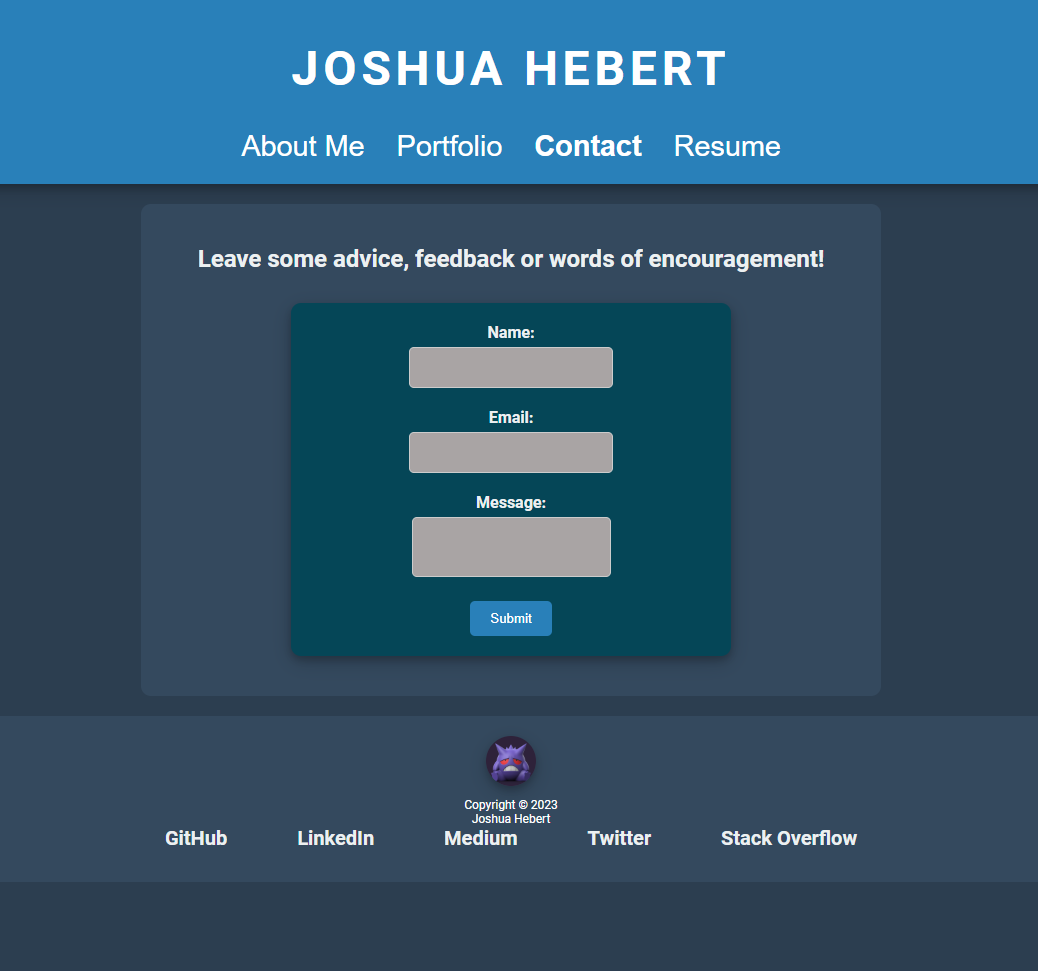 JOSHUA HEBERT
About Me Portfolio Contact Resume
Leave some advice, feedback or words of encouragement!
Name:
Email:
Message:
Submit
Copyright © 2023
Joshua Hebert
GitHub LinkedIn Medium Twitter Stack Overflow